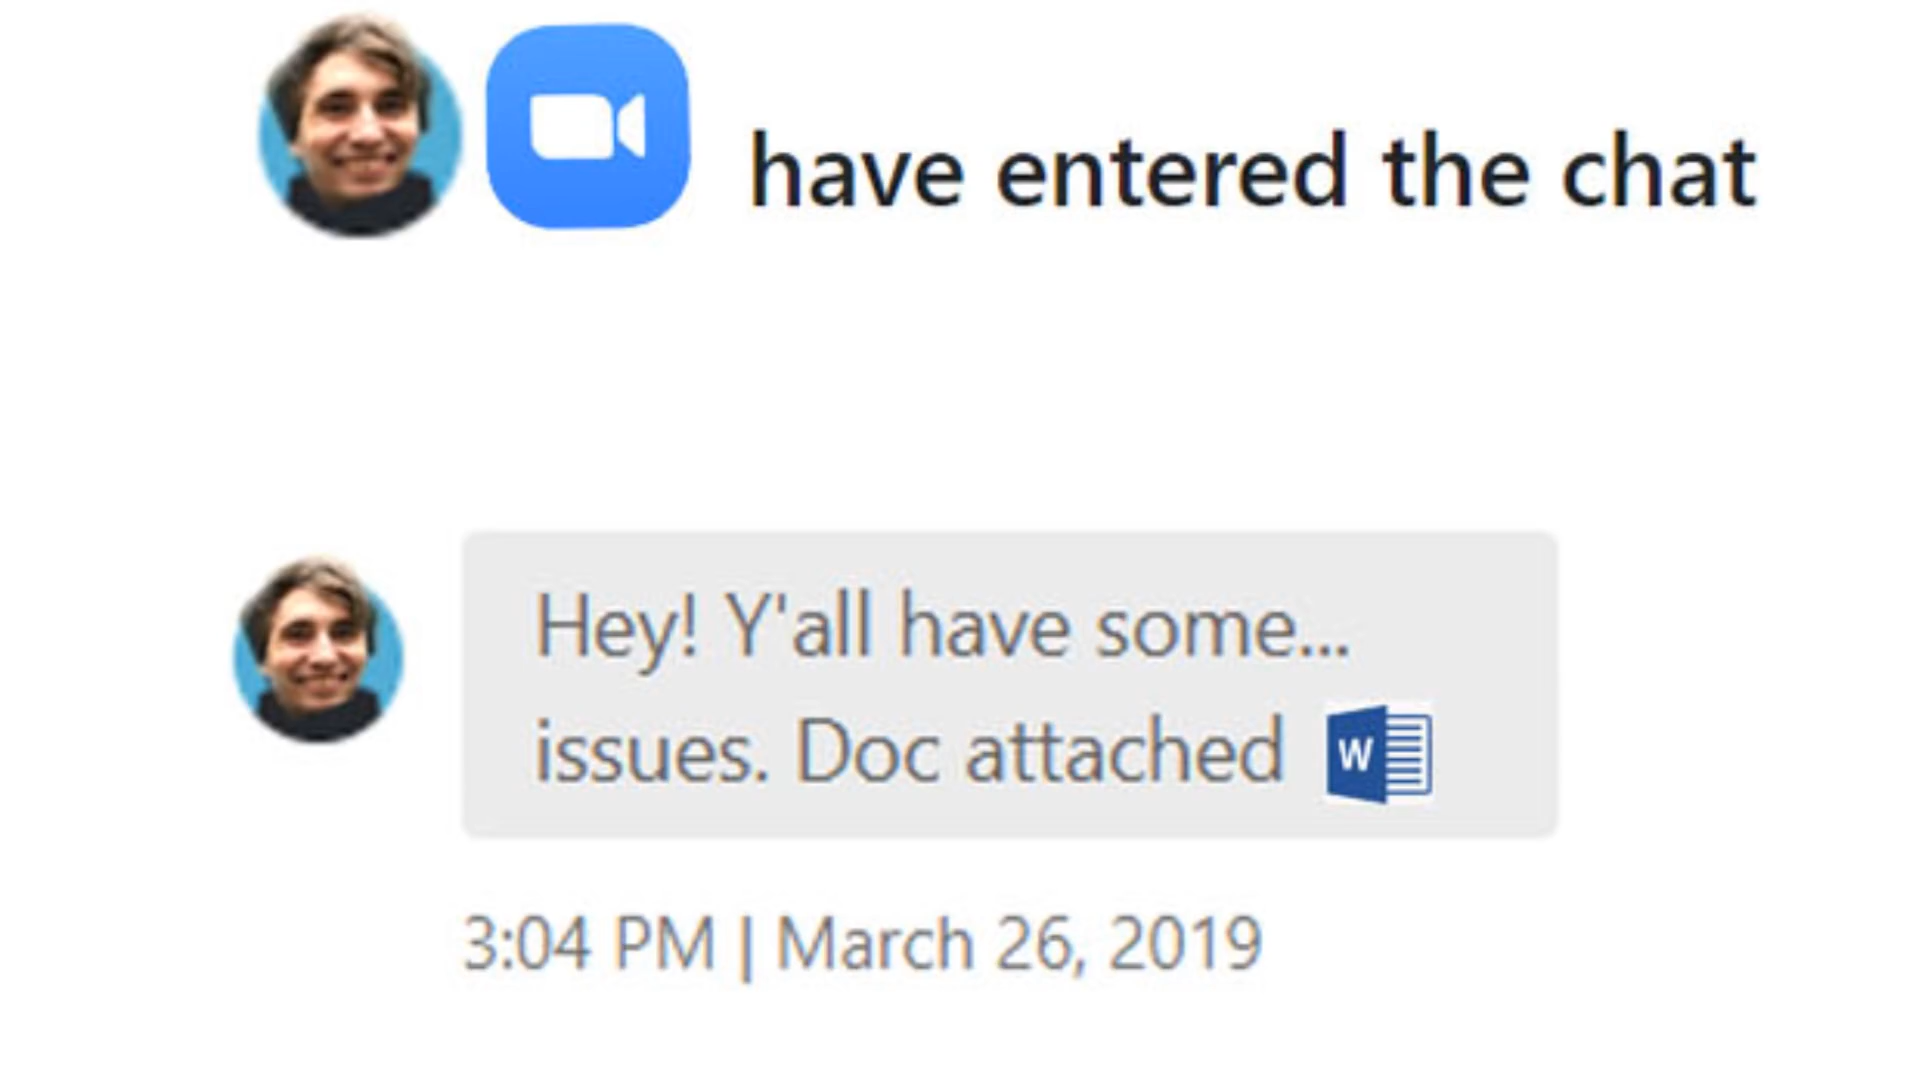 have entered the chat
Hey! Y'all have some...
issues. Doc attached W
3:04 PM | March 26, 2019